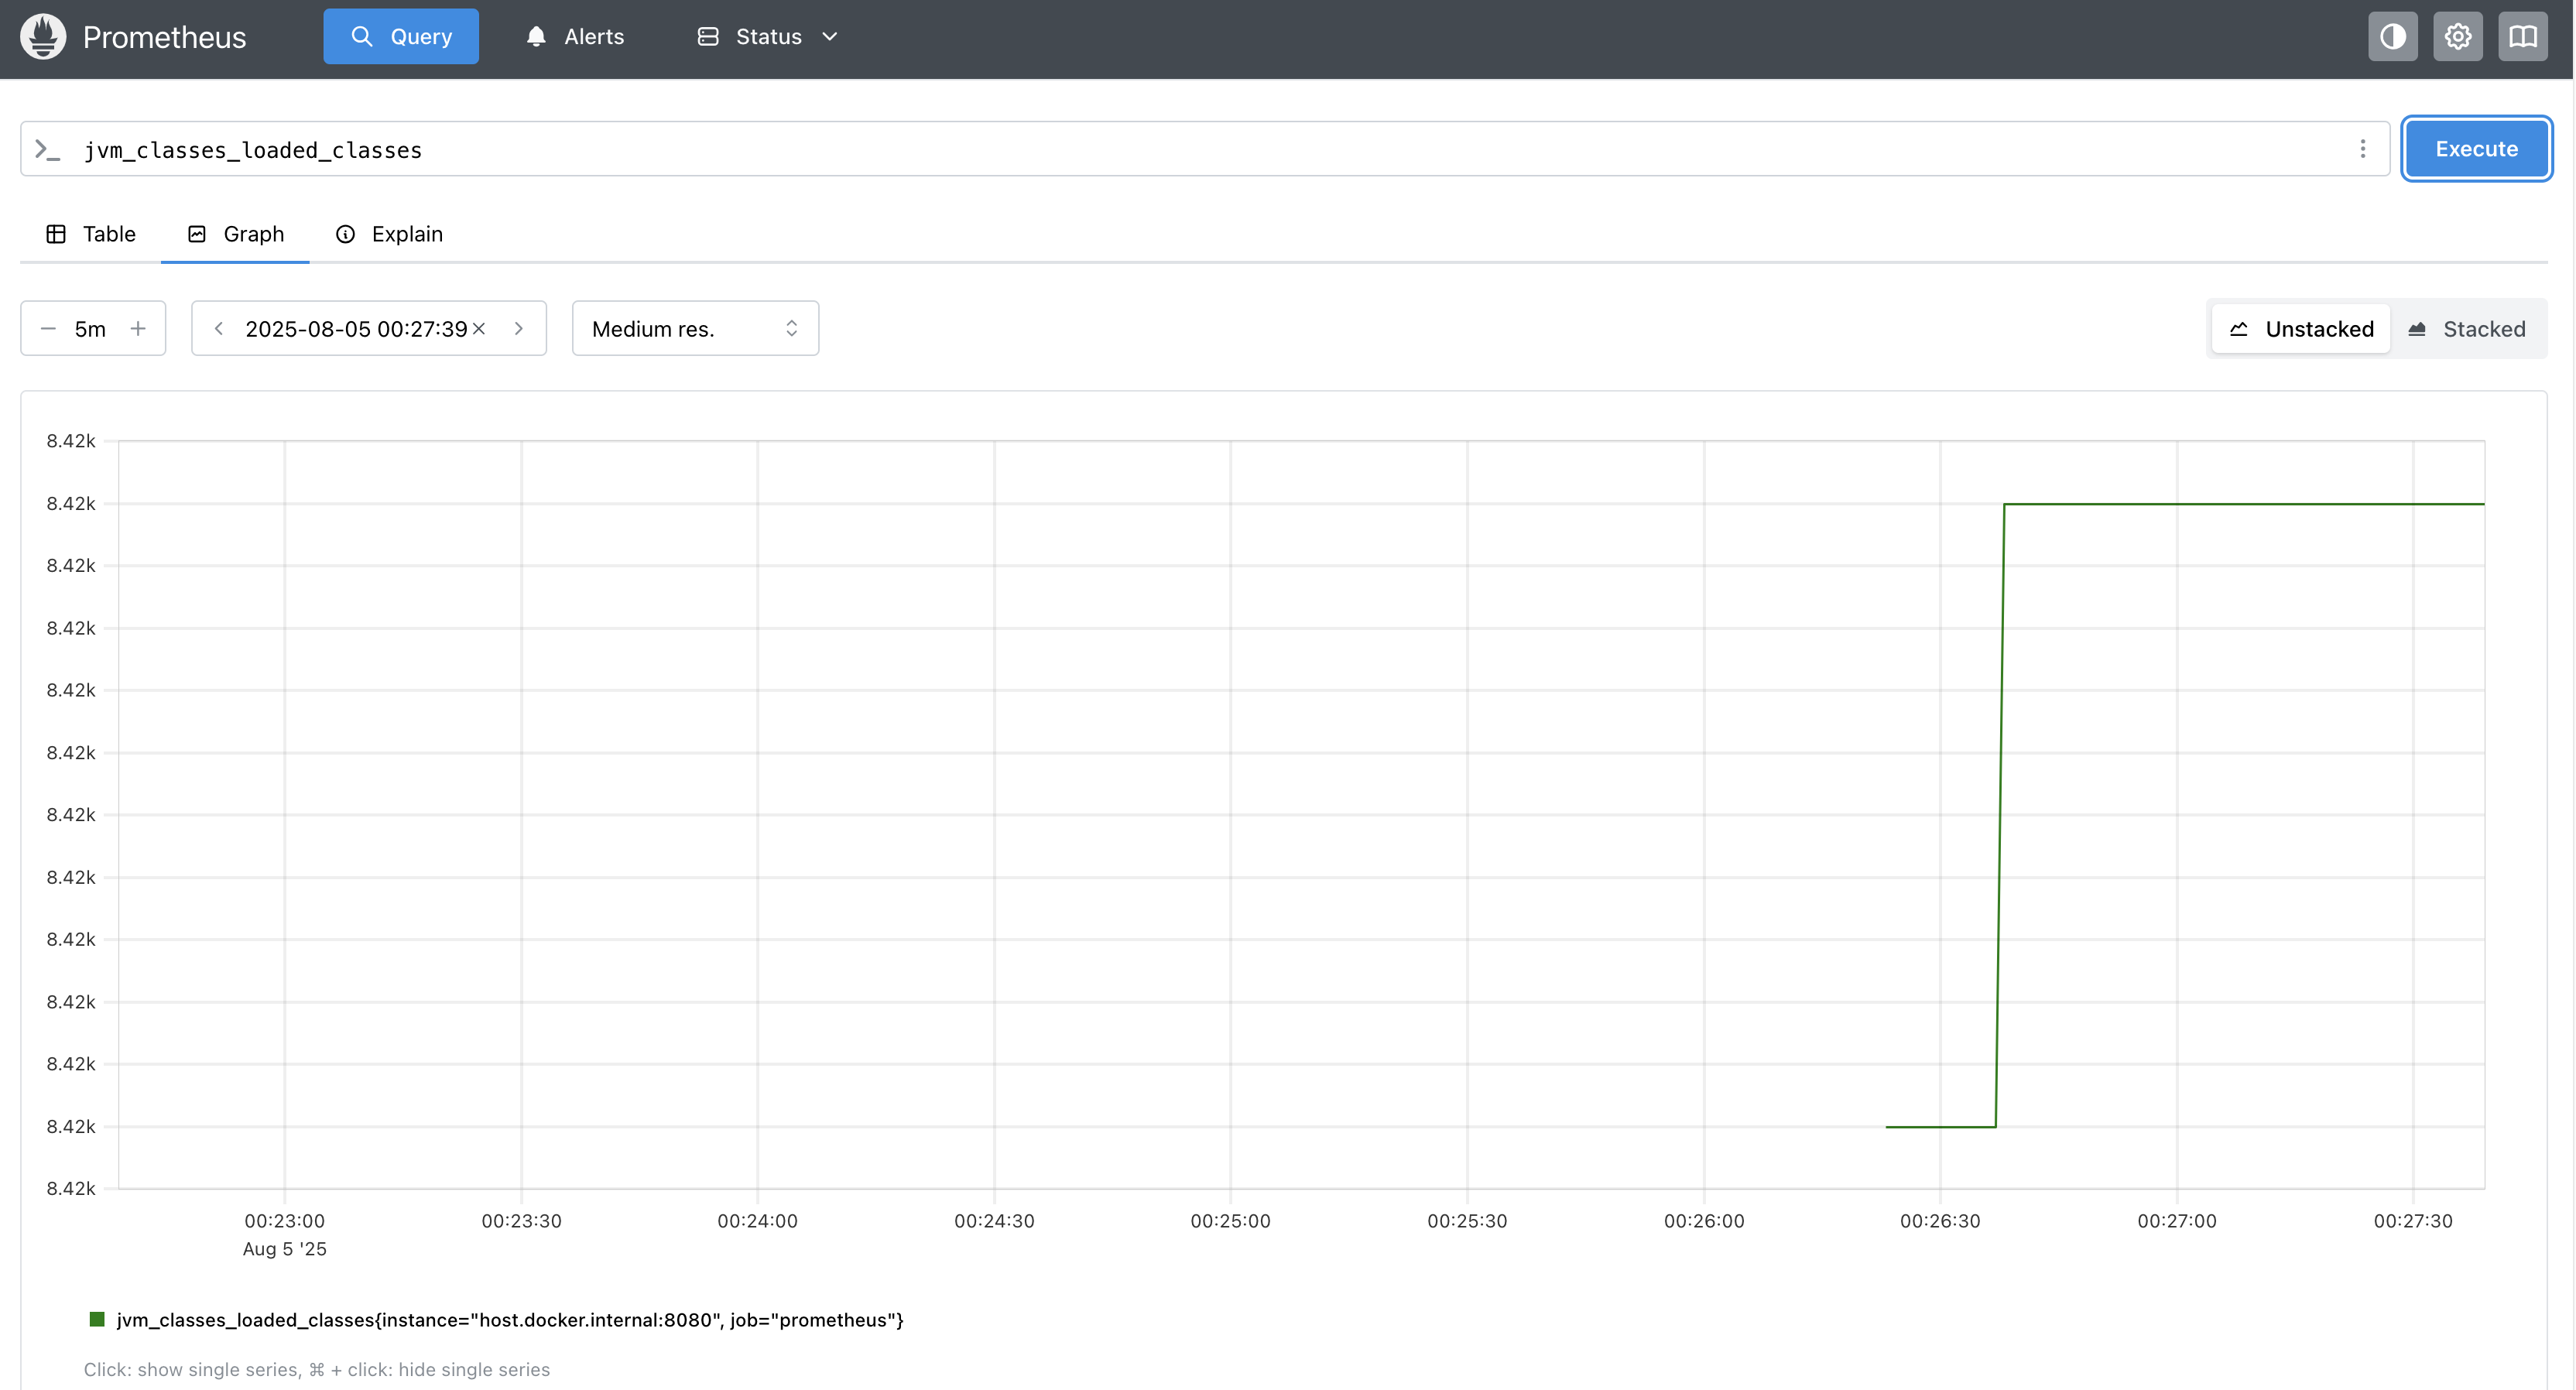 Prometheus Query Alerts Status
jvm_classes_loaded_classes Execute
Table Graph Explain
5m 2025-08-05 00:27:39 Medium res. Unstacked Stacked
8.42k
8.42k
8.42k
8.42k
8.42k
8.42k
8.42k
8.42k
8.42k
8.42k
8.42k
8.42k
8.42k
00:23:00 00:23:30 00:24:00 00:24:30 00:25:00 00:25:30 00:26:00 00:26:30 00:27:00 00:27:30
Aug 5 '25
jvm_classes_loaded_classes{instance="host.docker.internal:8080", job="prometheus"}
Click: show single series, ⌘ + click: hide single series